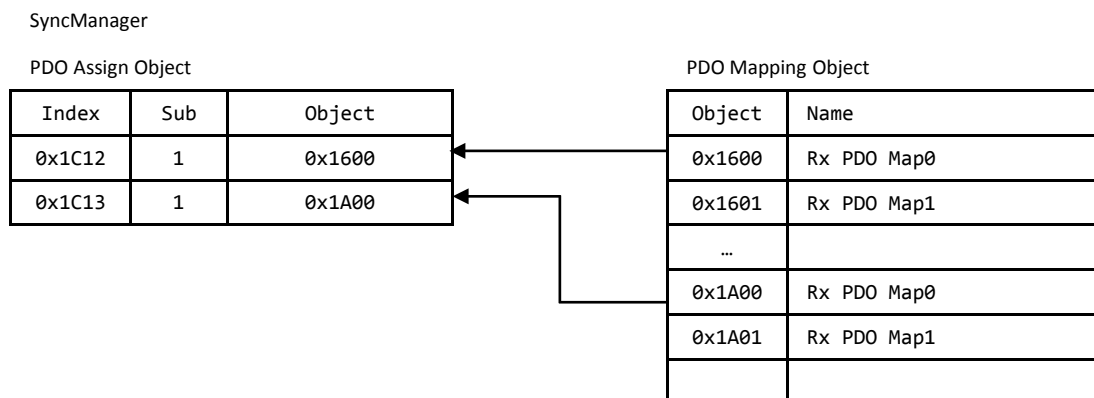 SyncManager
PDO Assign Object
Index Sub Object
0x1C12 1 0x1600
0x1C13 1 0x1A00
PDO Mapping Object
Object Name
0x1600 Rx PDO Map0
0x1601 Rx PDO Map1
…
0x1A00 Rx PDO Map0
0x1A01 Rx PDO Map1